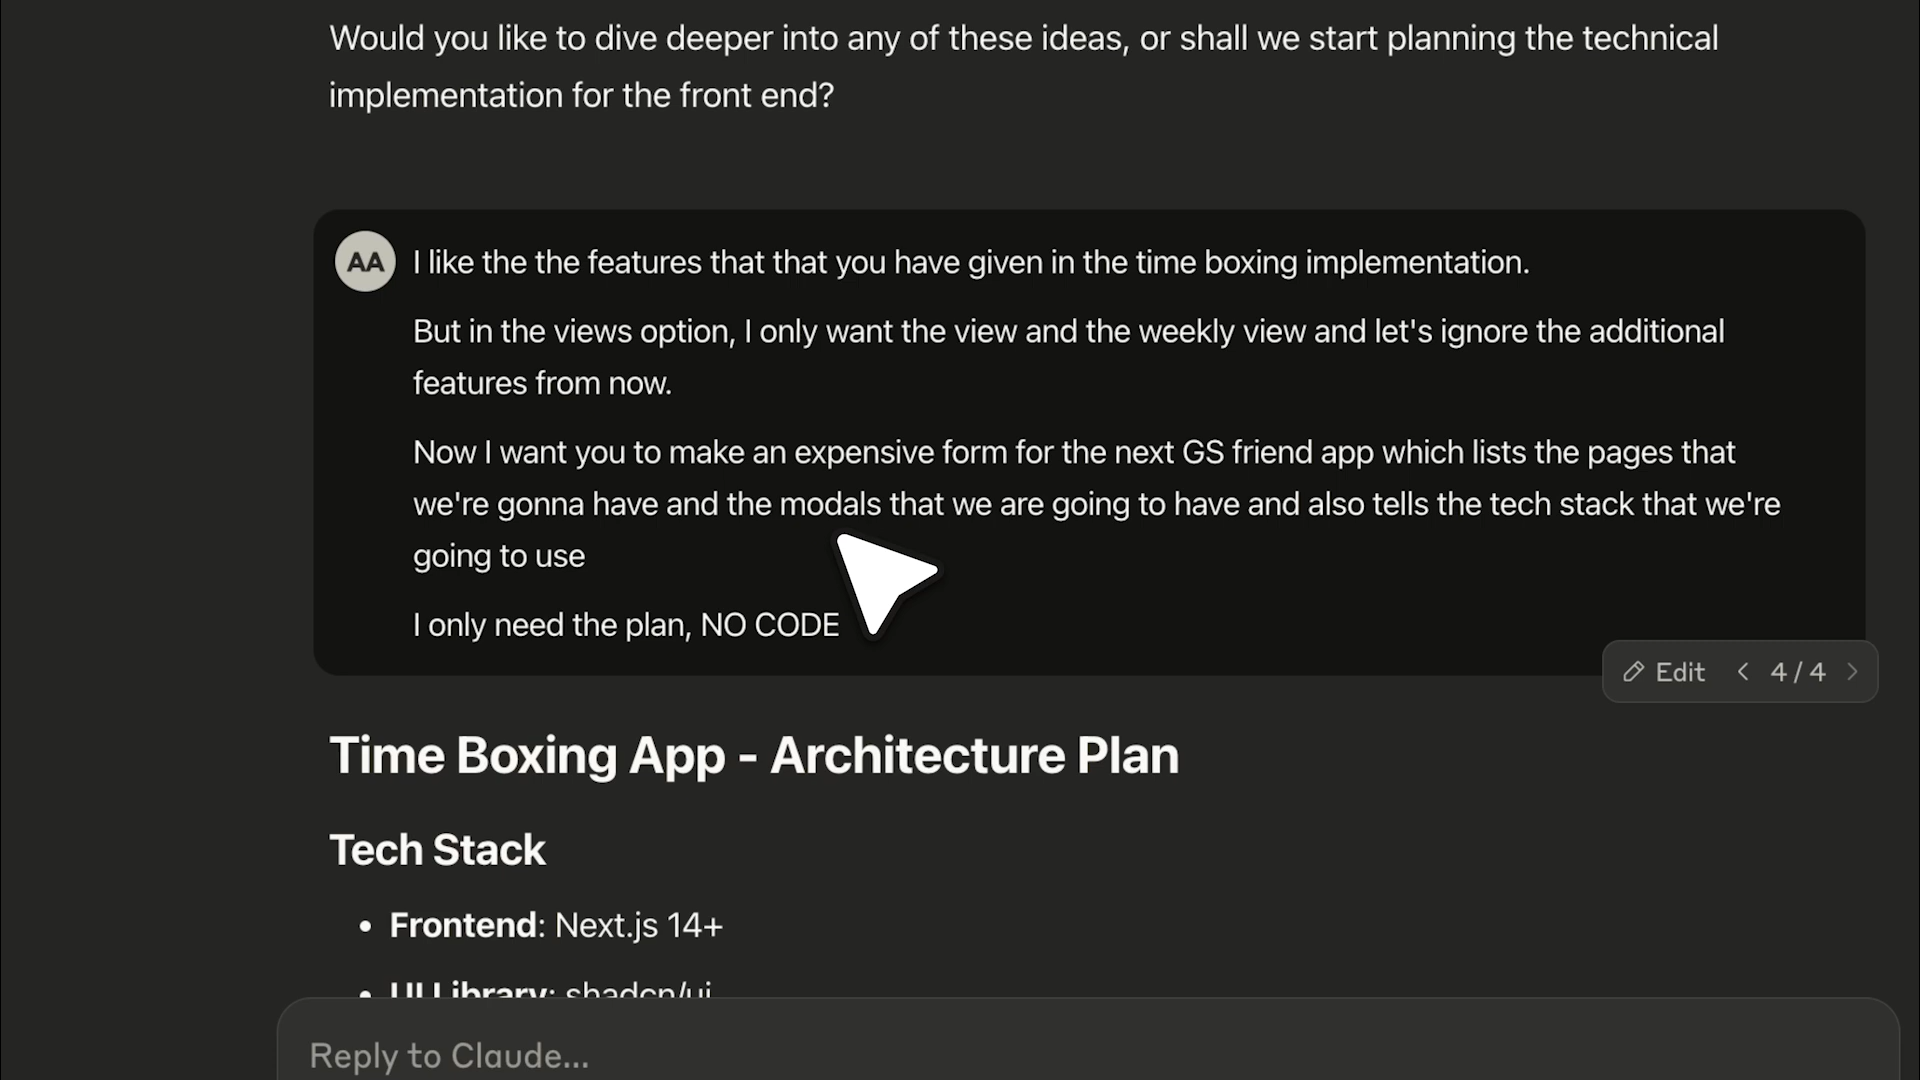 Would you like to dive deeper into any of these ideas, or shall we start planning the technical
implementation for the front end?
AA
I like the the features that that you have given in the time boxing implementation.
But in the views option, I only want the view and the weekly view and let's ignore the additional
features from now.
Now I want you to make an expensive form for the next GS friend app which lists the pages that
we're gonna have and the modals that we are going to have and also tells the tech stack that we're
going to use
I only need the plan, NO CODE
Edit < 4 / 4 >
Time Boxing App - Architecture Plan
Tech Stack
• Frontend: Next.js 14+
• UI Library: shadcn/ui
Reply to Claude...